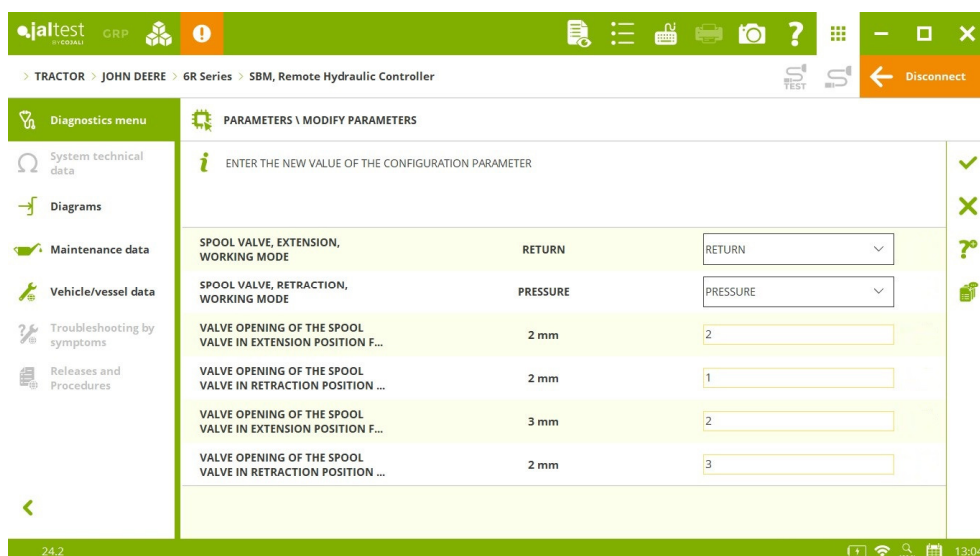 jaltest GRP
BY COJALI
TEST
> TRACTOR > JOHN DEERE > 6R Series > SBM, Remote Hydraulic Controller
Disconnect
Diagnostics menu
PARAMETERS \ MODIFY PARAMETERS
System technical
data
ENTER THE NEW VALUE OF THE CONFIGURATION PARAMETER
Diagrams
Maintenance data
Vehicle/vessel data
Troubleshooting by
symptoms
Releases and
Procedures
SPOOL VALVE, EXTENSION,
WORKING MODE
RETURN
RETURN
SPOOL VALVE, RETRACTION,
WORKING MODE
PRESSURE
PRESSURE
VALVE OPENING OF THE SPOOL
VALVE IN EXTENSION POSITION F...
2 mm
2
VALVE OPENING OF THE SPOOL
VALVE IN RETRACTION POSITION ...
2 mm
1
VALVE OPENING OF THE SPOOL
VALVE IN EXTENSION POSITION F...
3 mm
2
VALVE OPENING OF THE SPOOL
VALVE IN RETRACTION POSITION ...
2 mm
3
24.2